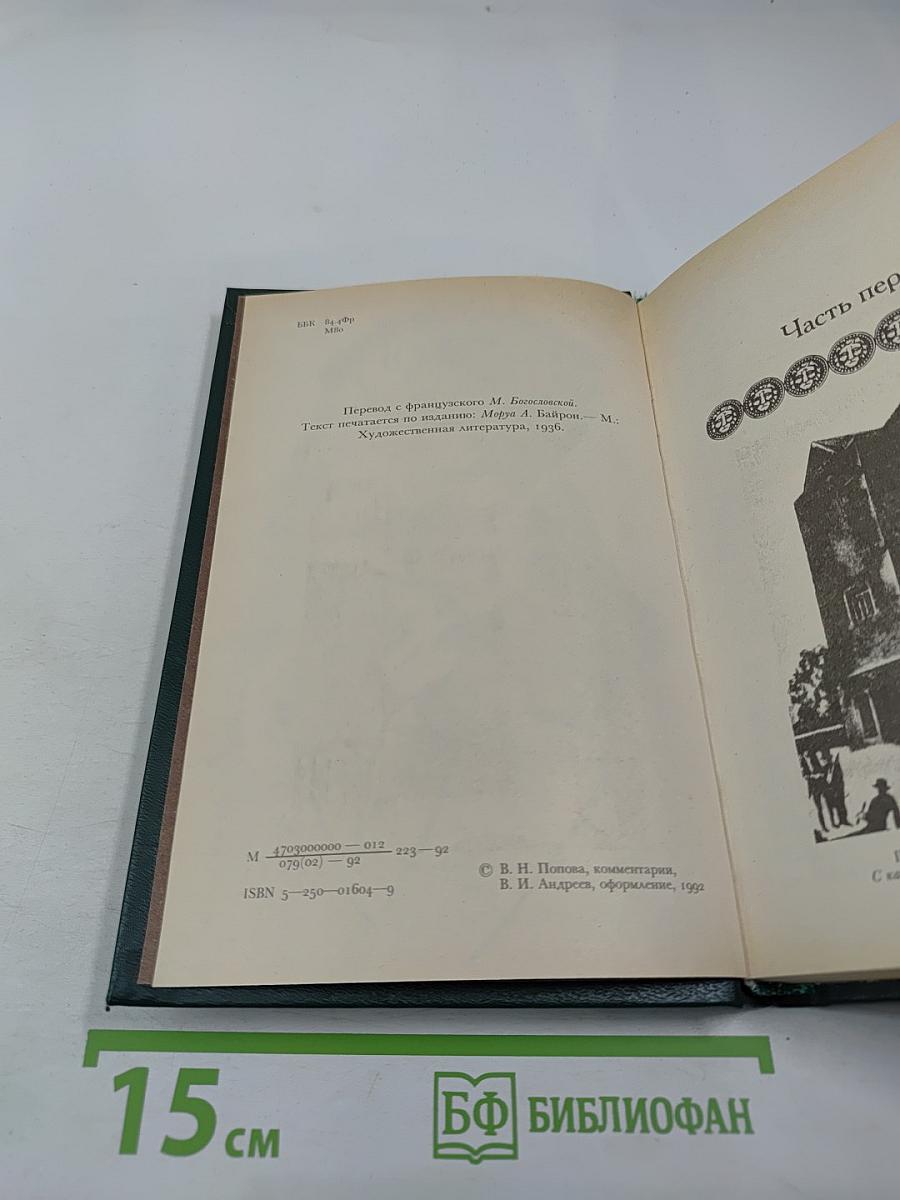 ББК 84.4Фр
М80
Перевод с французского М. Богословской.
Текст печатается по изданию: Моруа А. Байрон.— М.:
Художественная литература, 1936.
М 4703000000 — 012
079(02) — 92
223—92
ISBN 5—250—01604—9
© В. Н. Попова, комментарии,
В. И. Андреев, оформление, 1992
Часть пер
С ка
15 см
БФ БИБЛИОФАН